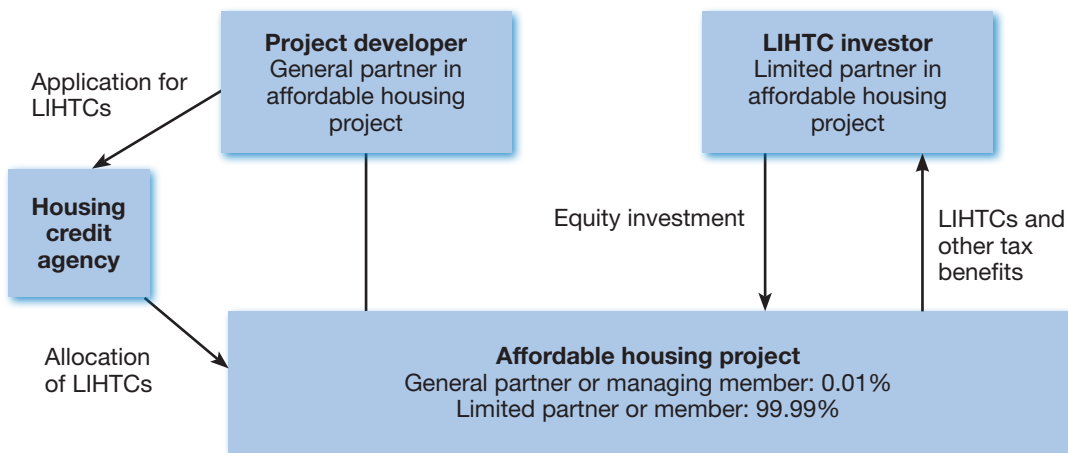 Project developer
General partner in
affordable housing
project
LIHTC investor
Limited partner in
affordable housing
project
Application for
LIHTCs
Housing
credit
agency
Equity investment
LIHTCs and
other tax
benefits
Allocation
of LIHTCs
Affordable housing project
General partner or managing member: 0.01%
Limited partner or member: 99.99%